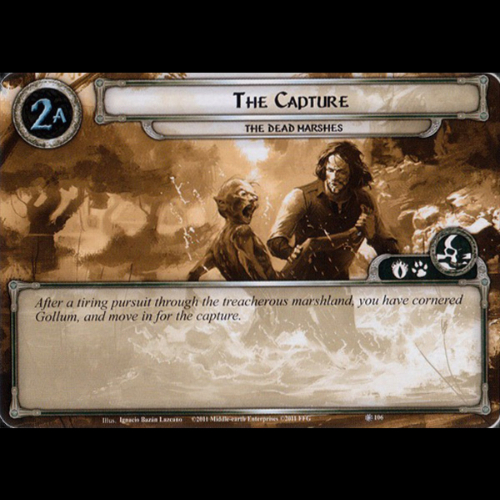 2A
THE CAPTURE
THE DEAD MARSHES
After a tiring pursuit through the treacherous marshland, you have cornered
Gollum, and move in for the capture.
Illus. Ignacio Bazán Lazcano ©2011 Middle-earth Enterprises ©2011 FFG 106